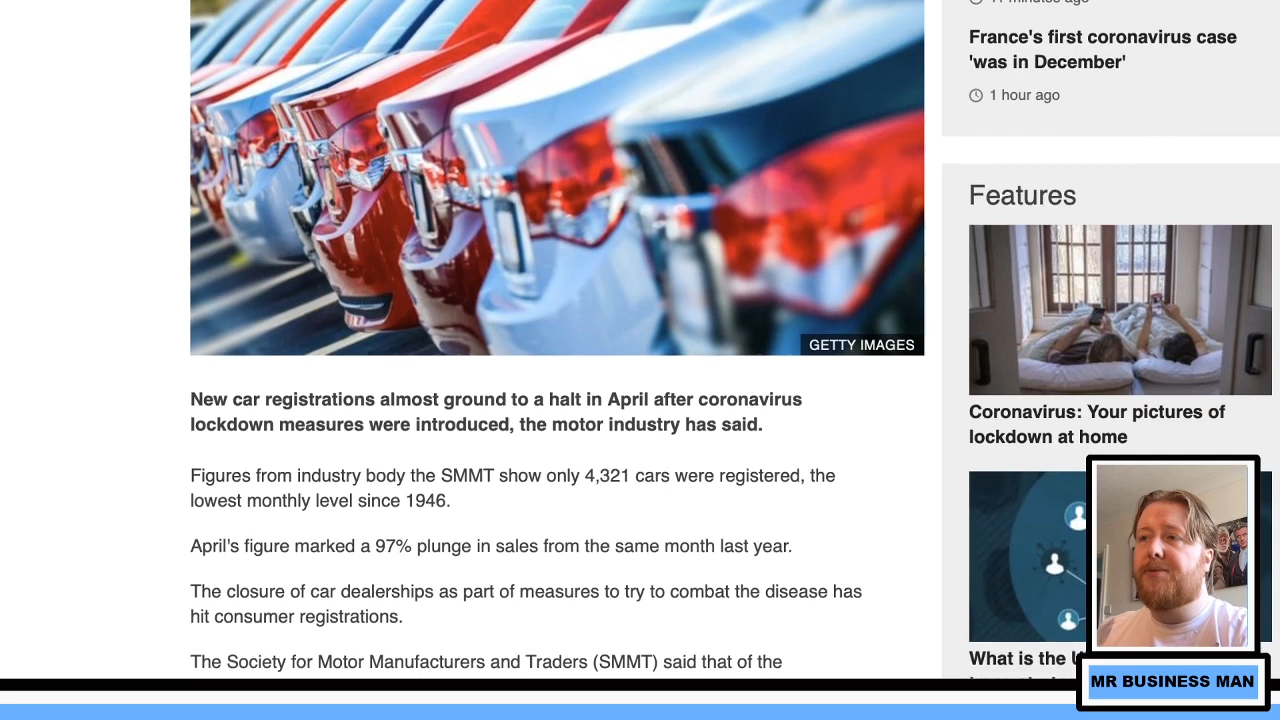 11 minutes ago
France's first coronavirus case
'was in December'
1 hour ago
Features
GETTY IMAGES
New car registrations almost ground to a halt in April after coronavirus
lockdown measures were introduced, the motor industry has said.
Figures from industry body the SMMT show only 4,321 cars were registered, the
lowest monthly level since 1946.
April's figure marked a 97% plunge in sales from the same month last year.
The closure of car dealerships as part of measures to try to combat the disease has
hit consumer registrations.
The Society for Motor Manufacturers and Traders (SMMT) said that of the
Coronavirus: Your pictures of
lockdown at home
What is the
MR BUSINESS MAN